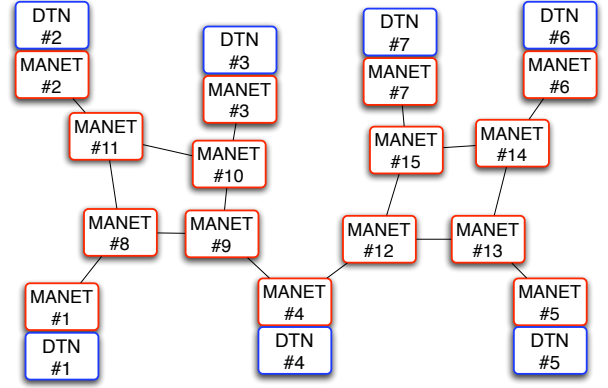 DTN
#2
MANET
#2
DTN
#3
MANET
#3
DTN
#7
MANET
#7
DTN
#6
MANET
#6
MANET
#11
MANET
#10
MANET
#15
MANET
#14
MANET
#8
MANET
#9
MANET
#12
MANET
#13
MANET
#1
DTN
#1
MANET
#4
DTN
#4
MANET
#5
DTN
#5